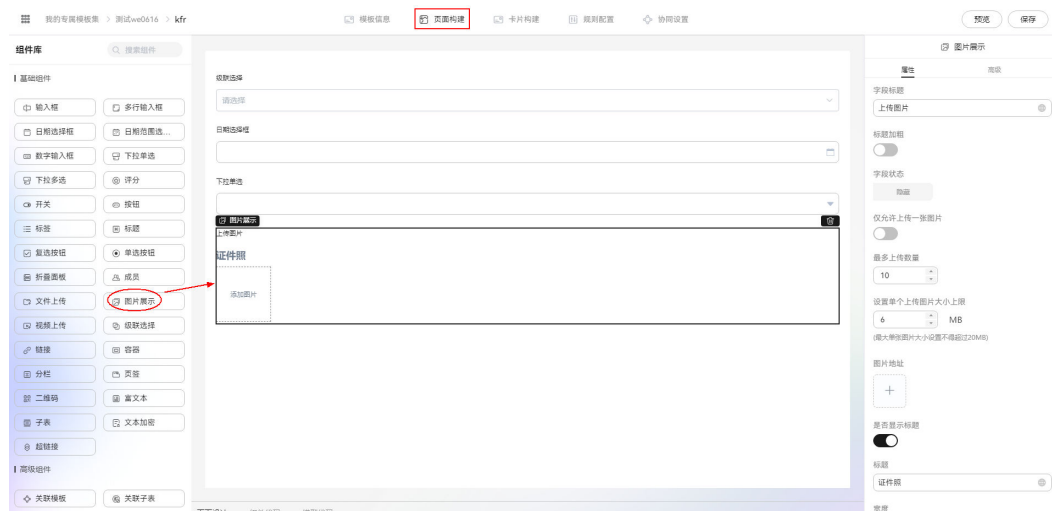 我的专属模板集 > 测试we0616 > kfr
模板信息
页面构建
卡片构建
规则配置
协同设置
预览
保存
组件库
搜索组件
基础组件
输入框
多行输入框
日期选择框
日期范围选...
数字输入框
下拉单选
下拉多选
评分
开关
按钮
标签
标题
复选按钮
单选按钮
折叠面板
成员
文件上传
图片展示
视频上传
级联选择
链接
容器
分栏
页签
二维码
富文本
子表
文本加密
超链接
高级组件
关联模板
关联子表
级联选择
请选择
日期选择框
下拉单选
图片展示
上传图片
证件照
添加图片
图片展示
属性
高级
字段标题
上传图片
标题加粗
字段状态
隐藏
仅允许上传一张图片
最多上传数量
10
设置单个上传图片大小上限
6
MB
(最大单张图片大小设置不得超过20MB)
图片地址
是否显示标题
标题
证件照
宽度